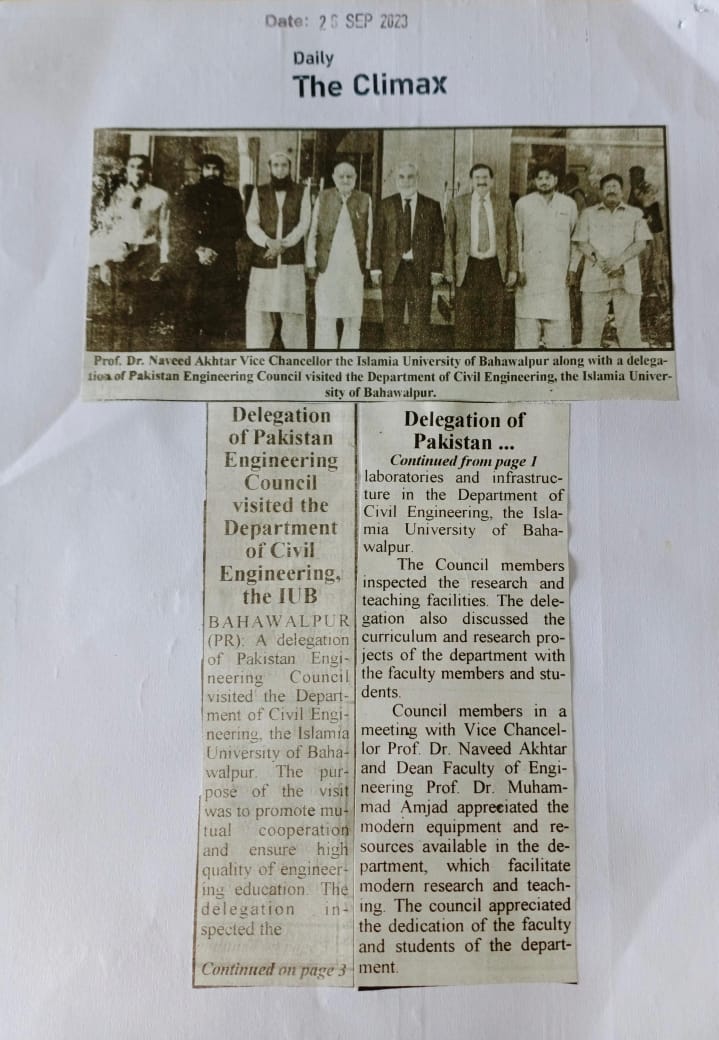 Date: 26 SEP 2023
Daily
The Climax
Prof. Dr. Naveed Akhtar Vice Chancellor the Islamia University of Bahawalpur along with a delega-
tion of Pakistan Engineering Council visited the Department of Civil Engineering, the Islamia Univer-
sity of Bahawalpur.
Delegation
of Pakistan
Engineering
Council
visited the
Department
of Civil
Engineering,
the IUB
BAHAWALPUR
(PR): A delegation
of Pakistan Engi-
neering Council
visited the Depart-
ment of Civil Engi-
neering, the Islamia
University of Baha-
walpur. The pur-
pose of the visit
was to promote mu-
tual cooperation
and ensure high
quality of engineer-
ing education. The
delegation in-
spected the
Continued on page 3
Delegation of
Pakistan ...
Continued from page 1
laboratories and infrastruc-
ture in the Department of
Civil Engineering, the Isla-
mia University of Baha-
walpur.
The Council members
inspected the research and
teaching facilities. The dele-
gation also discussed the
curriculum and research pro-
jects of the department with
the faculty members and stu-
dents.
Council members in a
meeting with Vice Chancel-
lor Prof. Dr. Naveed Akhtar
and Dean Faculty of Engi-
neering Prof. Dr. Muham-
mad Amjad appreciated the
modern equipment and re-
sources available in the de-
partment, which facilitate
modern research and teach-
ing. The council appreciated
the dedication of the faculty
and students of the depart-
ment.